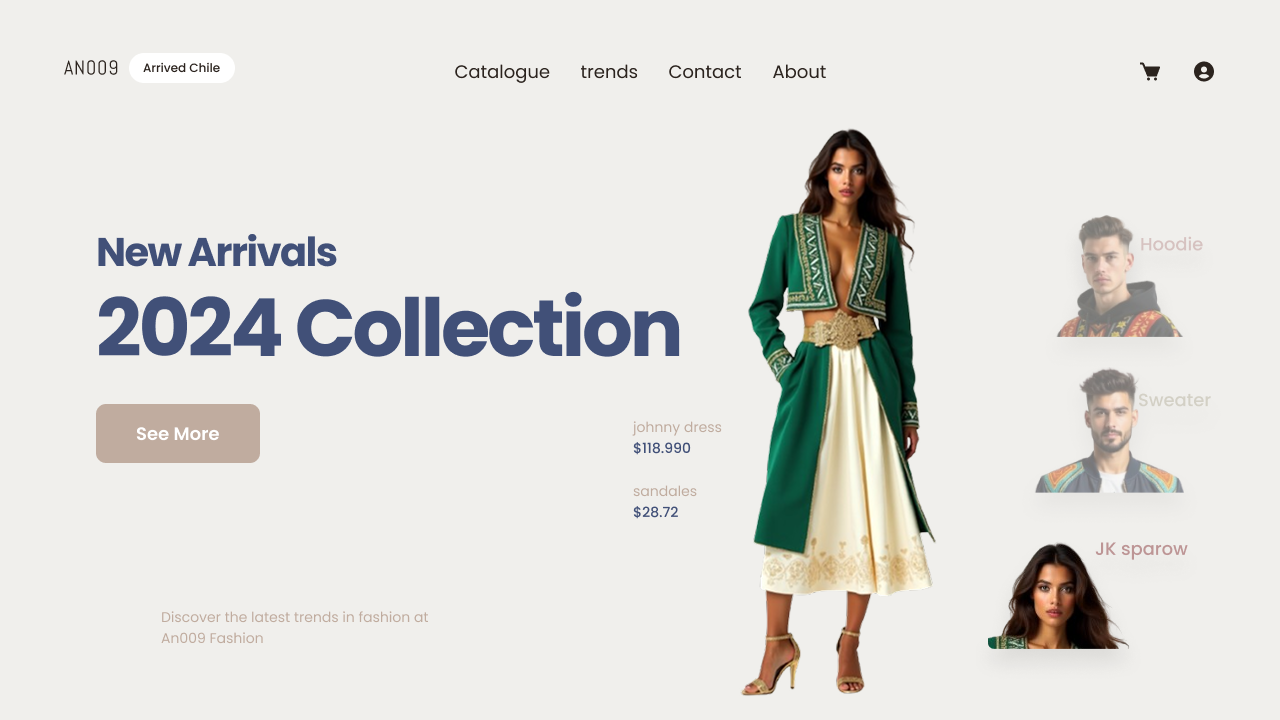 AN009
Arrived Chile
Catalogue
trends
Contact
About
New Arrivals
2024 Collection
See More
johnny dress
$118.990
sandales
$28.72
Hoodie
Sweater
JK sparow
Discover the latest trends in fashion at
An009 Fashion